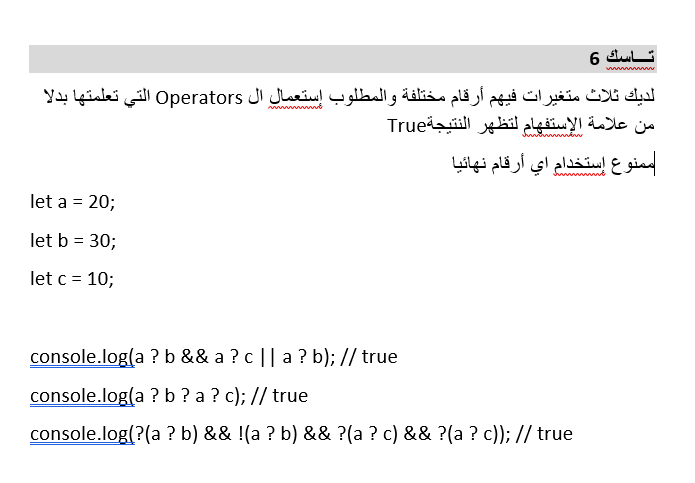 تـــاسك 6
لديك ثلاث متغيرات فيهم أرقام مختلفة والمطلوب إستعمال ال Operators التي تعلمتها بدلا
من علامة الإستفهام لتظهر النتيجةTrue
ممنوع إستخدام اي أرقام نهائيا
let a = 20;
let b = 30;
let c = 10;
console.log(a ? b && a ? c || a ? b); // true
console.log(a ? b ? a ? c); // true
console.log(?(a ? b) && !(a ? b) && ?(a ? c) && ?(a ? c)); // true